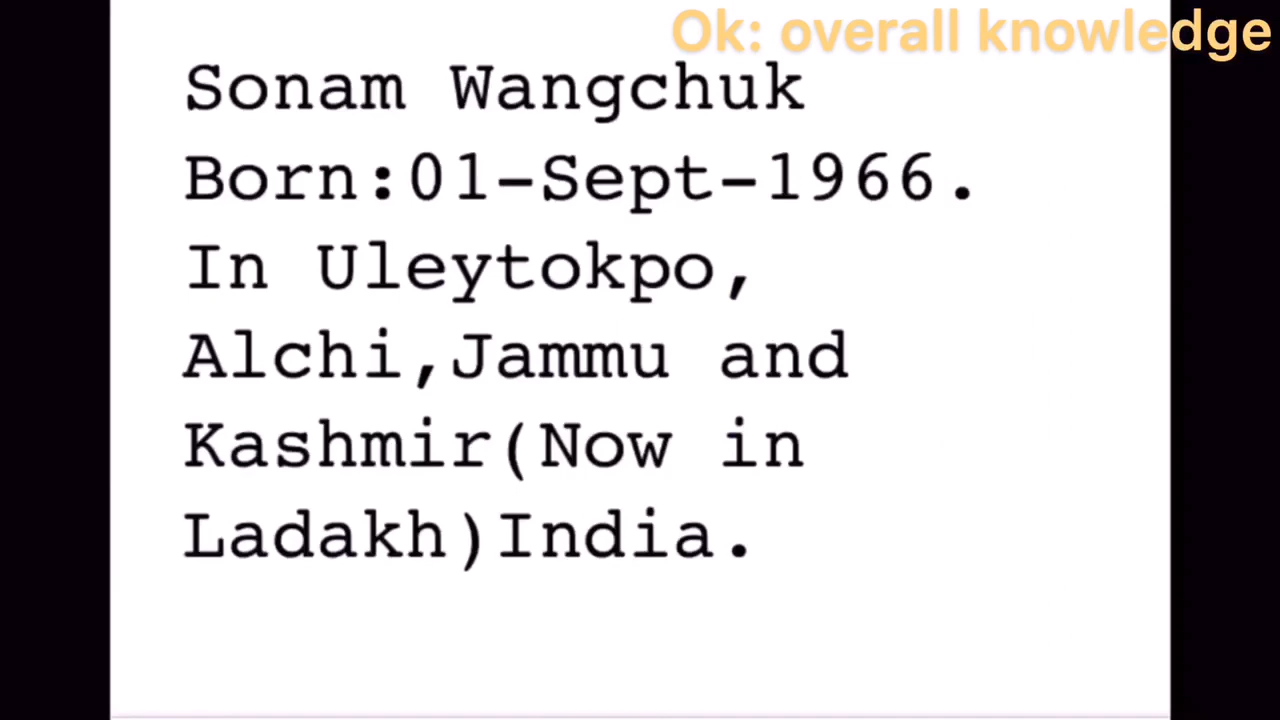 Ok: overall knowledge
Sonam Wangchuk
Born:01-Sept-1966.
In Uleytokpo,
Alchi,Jammu and
Kashmir(Now in
Ladakh)India.